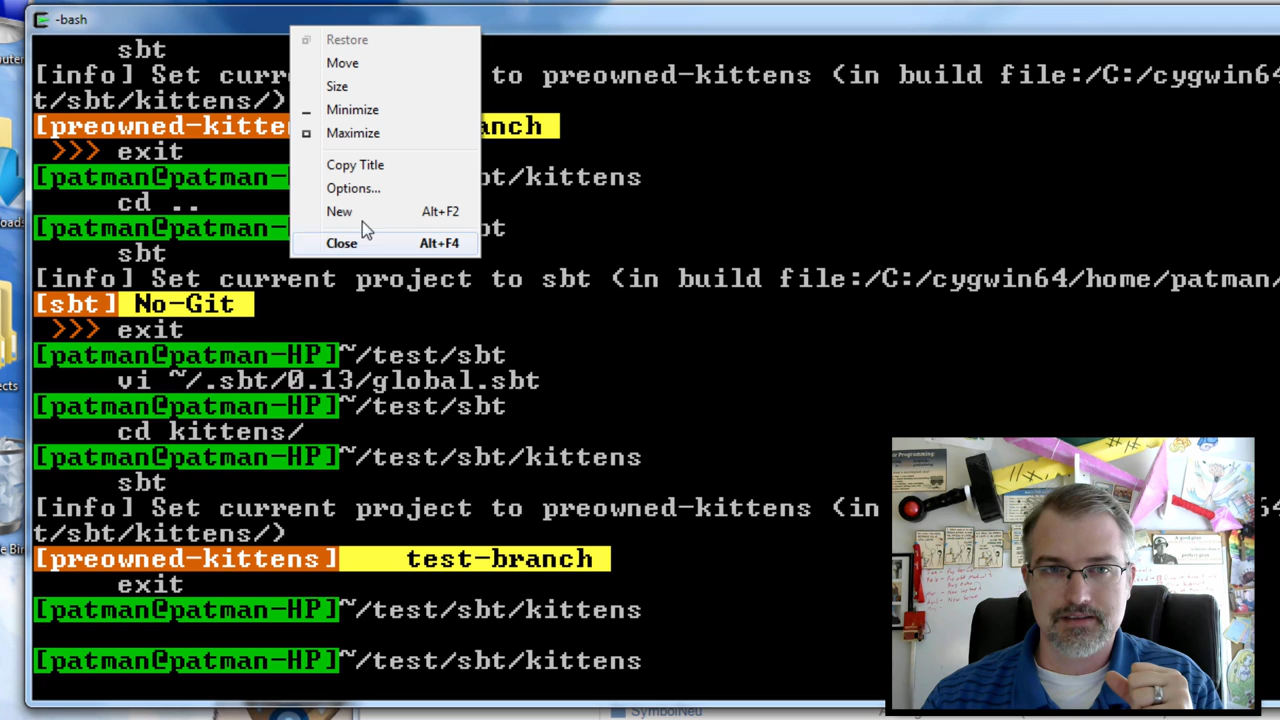 -bash
sbt
[info] Set curr
to preowned-kittens (in build file:/C:/cygwin64
t/sbt/kittens/)
[preowned-kitte
anch
>>> exit
[patman@patman-
bt/kittens
cd ..
[patman@patman-
bt
sbt
[info] Set current project to sbt (in build file:/C:/cygwin64/home/patman/
[sbt] No-Git
>>> exit
[patman@patman-HP]~/test/sbt
vi ~/.sbt/0.13/global.sbt
[patman@patman-HP]~/test/sbt
cd kittens/
[patman@patman-HP]~/test/sbt/kittens
sbt
[info] Set current project to preowned-kittens (in
t/sbt/kittens/)
[preowned-kittens] test-branch
exit
[patman@patman-HP]~/test/sbt/kittens
[patman@patman-HP]~/test/sbt/kittens
Restore
Move
Size
Minimize
Maximize
Copy Title
Options...
New Alt+F2
Close Alt+F4
SymbolNeu